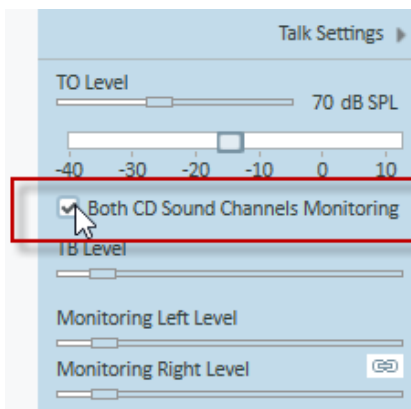 Talk Settings
TO Level
70 dB SPL
-40 -30 -20 -10 0 10
Both CD Sound Channels Monitoring
TB Level
Monitoring Left Level
Monitoring Right Level